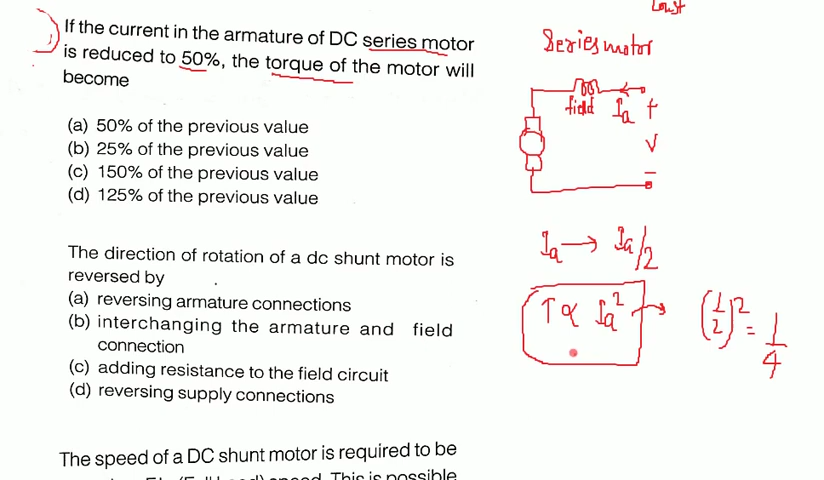 If the current in the armature of DC series motor
is reduced to 50%, the torque of the motor will
become
(a) 50% of the previous value
(b) 25% of the previous value
(c) 150% of the previous value
(d) 125% of the previous value
The direction of rotation of a dc shunt motor is
reversed by
(a) reversing armature connections
(b) interchanging the armature and field
connection
(c) adding resistance to the field circuit
(d) reversing supply connections
The speed of a DC shunt motor is required to be
This is possible
Series motor
field Ia +
V
−
Ia → Ia/2
T ∝ Ia² → (1/2)² = 1/4